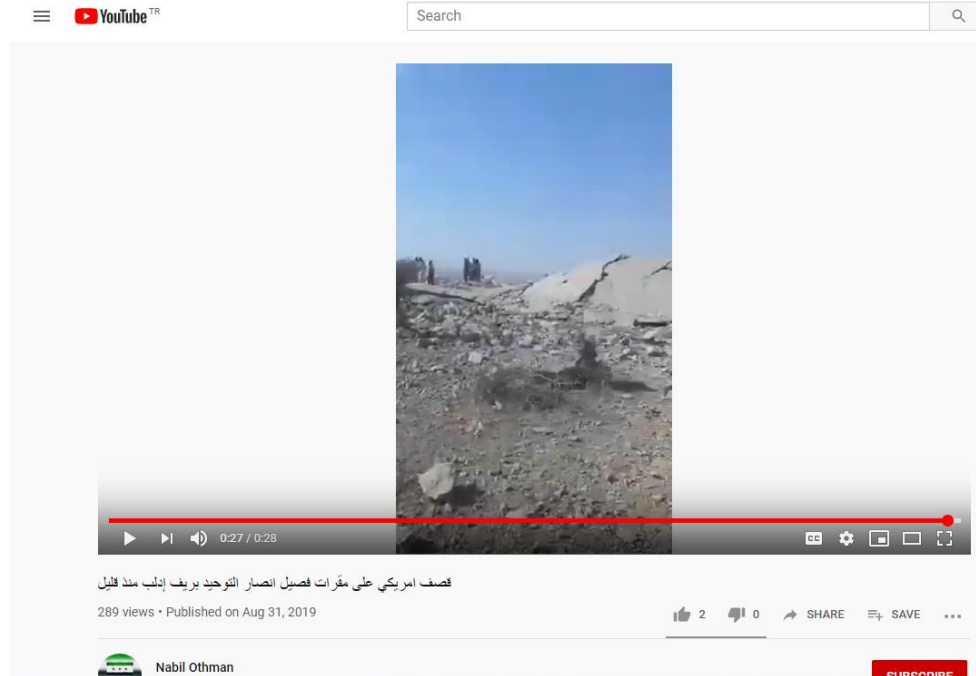 YouTube TR
Search
0:27 / 0:28
CC
قصف امريكي على مقرات فصيل انصار التوحيد بريف إدلب منذ قليل
289 views • Published on Aug 31, 2019
2
0
SHARE
SAVE
Nabil Othman
SUBSCRIBE